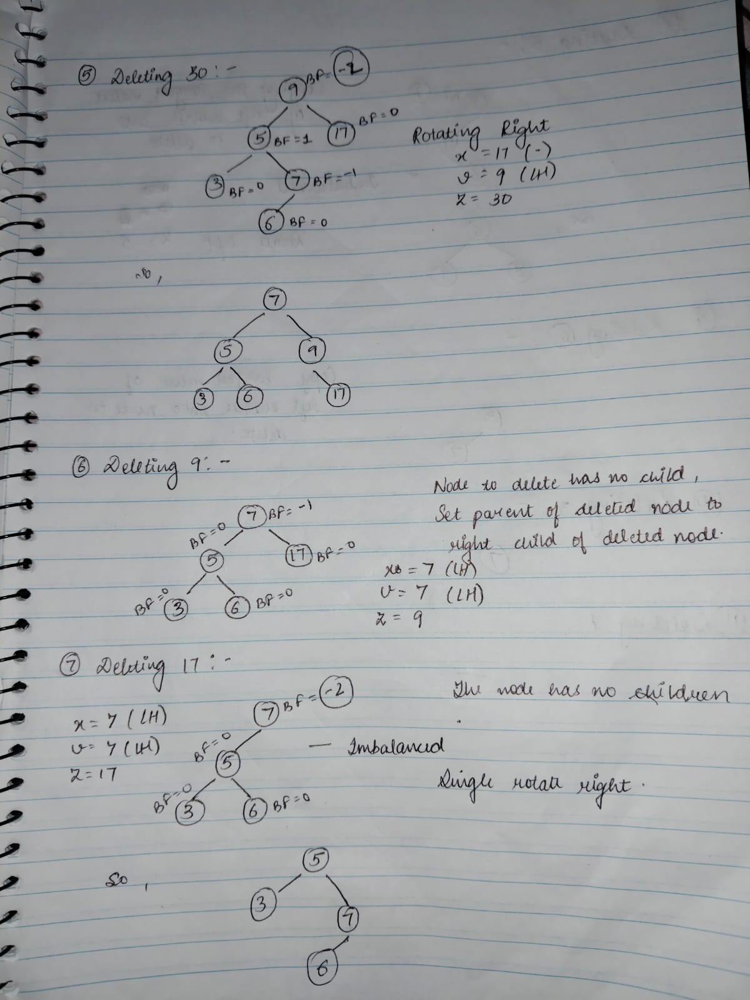 ⑤ Deleting 30 : -
9 BF = -2
5 BF = 1 17 BF = 0
3 BF = 0 7 BF = -1
6 BF = 0
Rotating Right
x = 17 (-)
v = 9 (LH)
z = 30
so,
7
5 9
3 6 17
⑥ Deleting 9 : -
7 BF = -1
BF = 0 5 17 BF = 0
BF = 0 3 6 BF = 0
Node to delete has no child,
Set parent of deleted node to
right child of deleted node.
x = 7 (LH)
v = 7 (LH)
z = 9
⑦ Deleting 17 : -
x = 7 (LH)
v = 7 (LH)
z = 17
7 BF = -2
BF = 0 5
BF = 0 3 6 BF = 0
The node has no children
— Imbalanced
Single rotate right.
So,
5
3 7
6